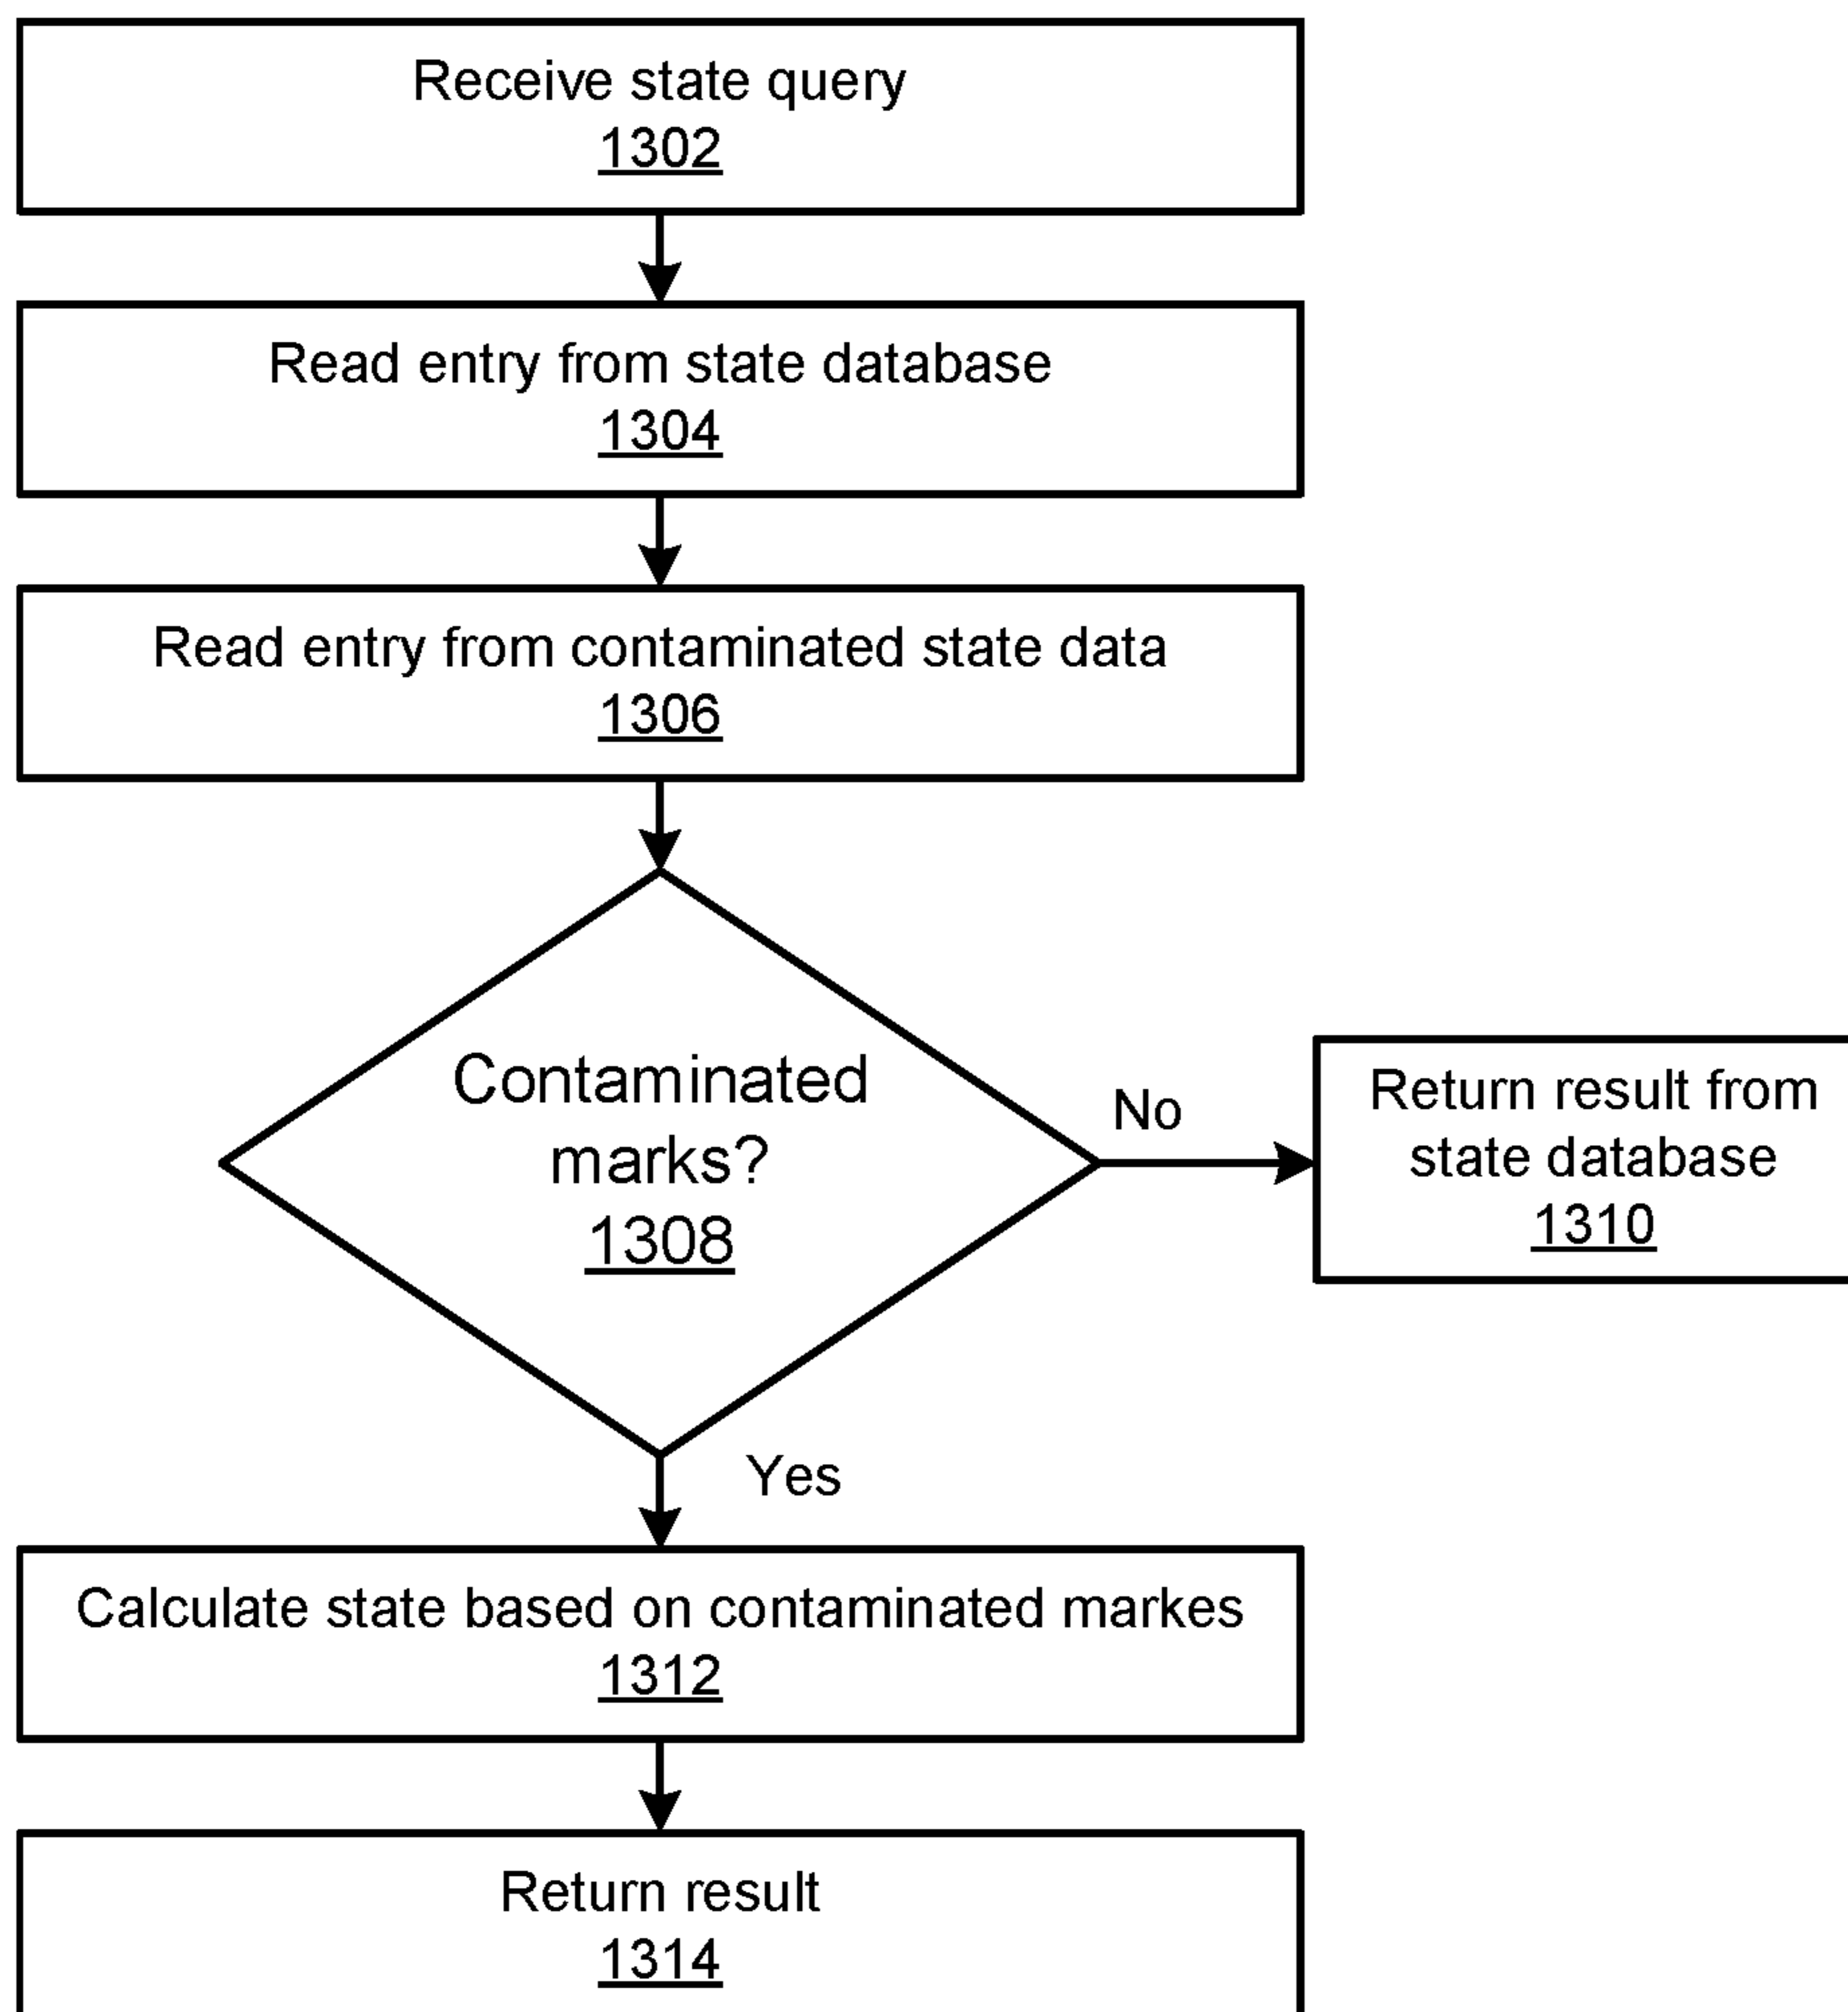 Receive state query
1302
Read entry from state database
1304
Read entry from contaminated state data
1306
Contaminated
marks?
1308
No
Return result from
state database
1310
Yes
Calculate state based on contaminated markes
1312
Return result
1314